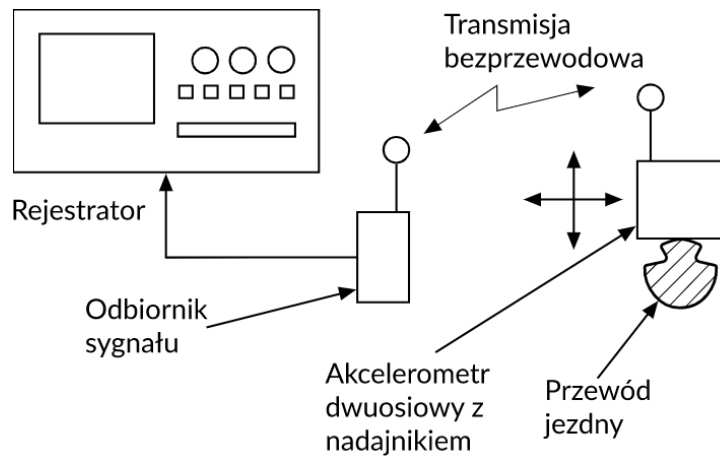 Transmisja
bezprzewodowa
Rejestrator
Odbiornik
sygnału
Akcelerometr
dwuosiowy z
nadajnikiem
Przewód
jezdny